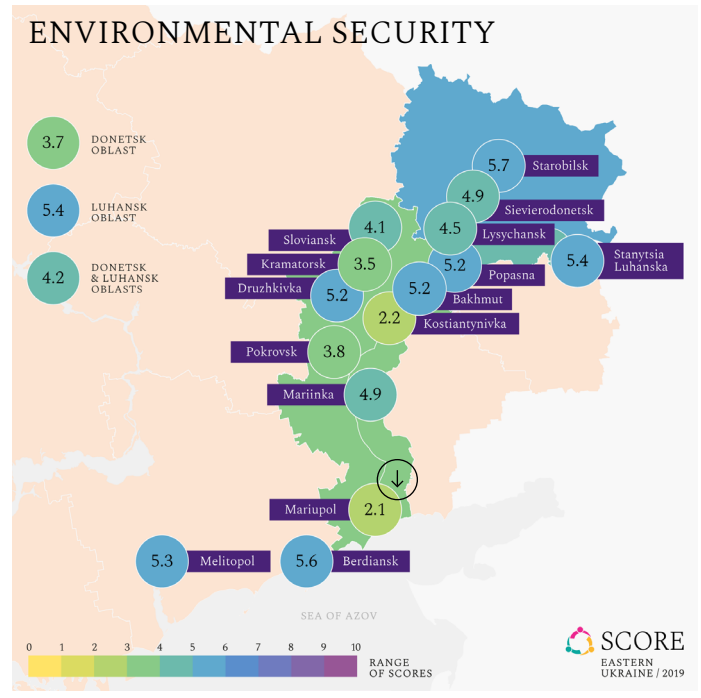 ENVIRONMENTAL SECURITY
3.7
DONETSK
OBLAST
5.4
LUHANSK
OBLAST
4.2
DONETSK
& LUHANSK
OBLASTS
5.7 Starobilsk
4.9
Sievierodonetsk
4.1
Sloviansk
4.5 Lysychansk
Kramatorsk 3.5
5.2
Popasna
5.4 Stanytsia
Luhanska
Druzhkivka 5.2
5.2
Bakhmut
2.2
Kostiantynivka
Pokrovsk 3.8
Mariinka 4.9
↓
Mariupol 2.1
5.3 Melitopol
5.6 Berdiansk
SEA OF AZOV
0 1 2 3 4 5 6 7 8 9 10
RANGE
OF SCORES
SCORE
EASTERN
UKRAINE / 2019